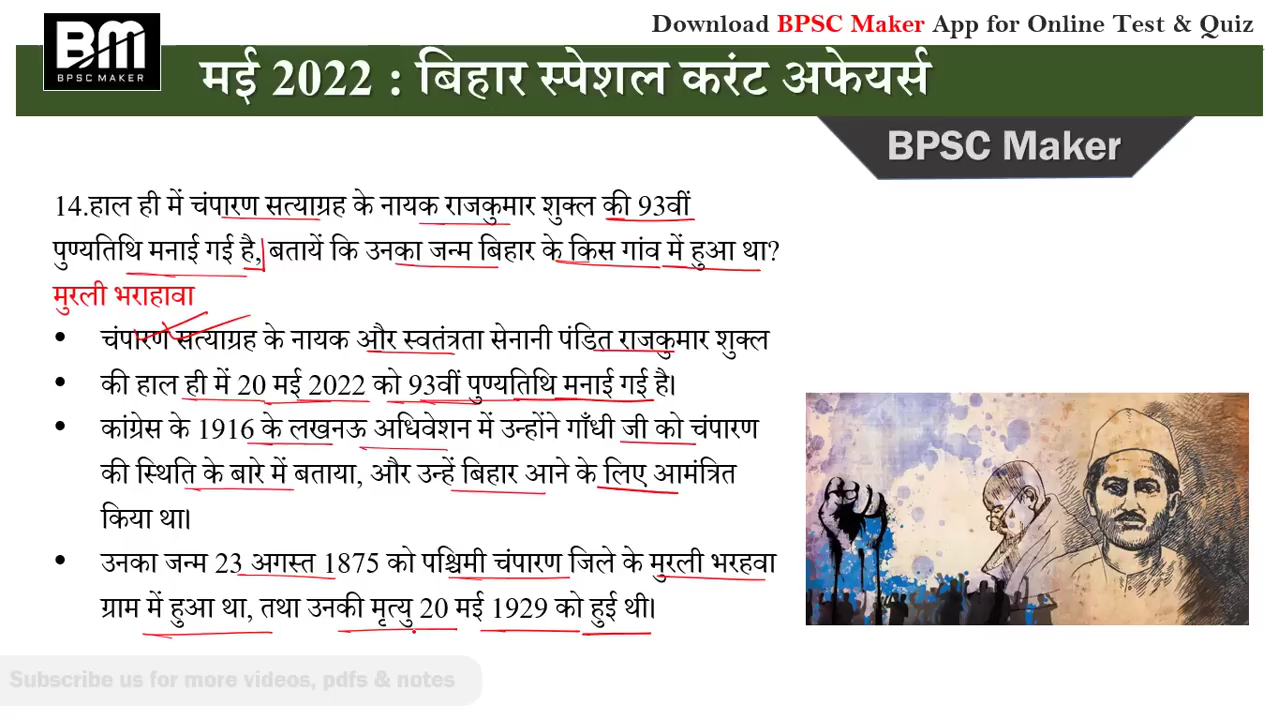 Download BPSC Maker App for Online Test & Quiz
BM
BPSC MAKER
मई 2022 : बिहार स्पेशल करंट अफेयर्स
BPSC Maker
14.हाल ही में चंपारण सत्याग्रह के नायक राजकुमार शुक्ल की 93वीं
पुण्यतिथि मनाई गई है, बतायें कि उनका जन्म बिहार के किस गांव में हुआ था?
मुरली भराहावा
• चंपारण सत्याग्रह के नायक और स्वतंत्रता सेनानी पंडित राजकुमार शुक्ल
• की हाल ही में 20 मई 2022 को 93वीं पुण्यतिथि मनाई गई है।
• कांग्रेस के 1916 के लखनऊ अधिवेशन में उन्होंने गाँधी जी को चंपारण
की स्थिति के बारे में बताया, और उन्हें बिहार आने के लिए आमंत्रित
किया था।
• उनका जन्म 23 अगस्त 1875 को पश्चिमी चंपारण जिले के मुरली भरहवा
ग्राम में हुआ था, तथा उनकी मृत्यु 20 मई 1929 को हुई थी।
Subscribe us for more videos, pdfs & notes